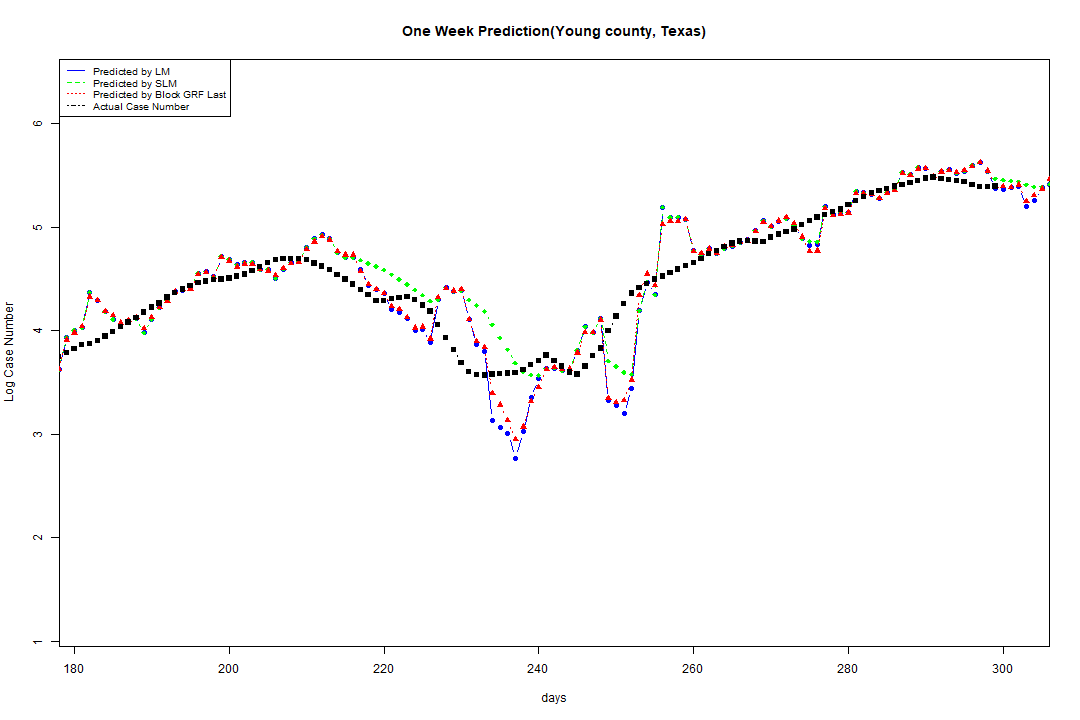 One Week Prediction(Young county, Texas)
Predicted by LM
Predicted by SLM
Predicted by Block GRF Last
Actual Case Number
6
5
4
3
2
1
Log Case Number
180 200 220 240 260 280 300
days